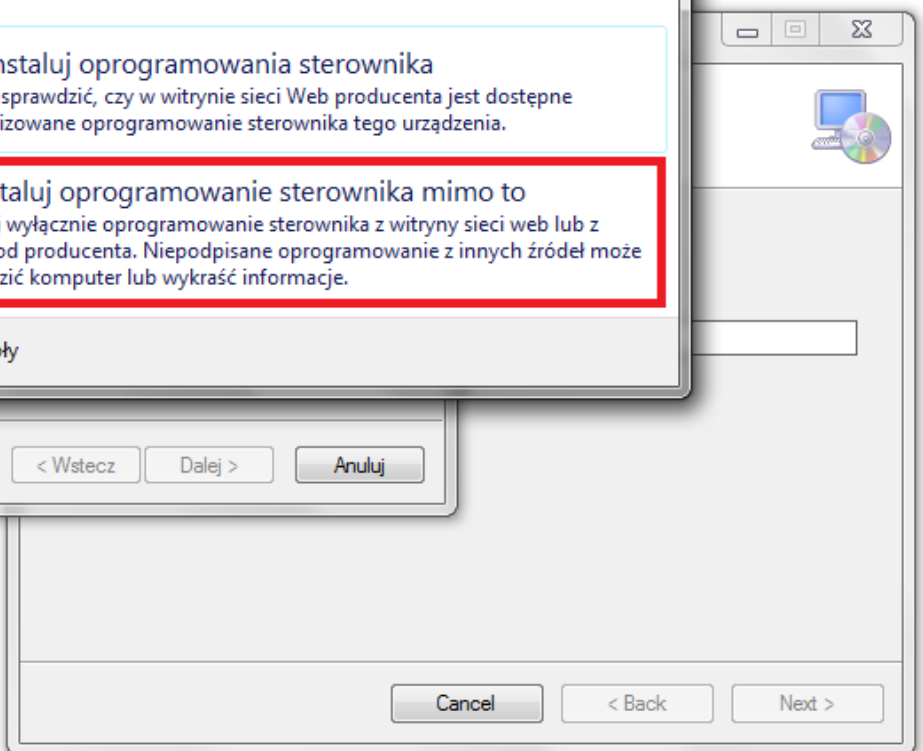 nstaluj oprogramowania sterownika
sprawdzić, czy w witrynie sieci Web producenta jest dostępne
izowane oprogramowanie sterownika tego urządzenia.
taluj oprogramowanie sterownika mimo to
wyłącznie oprogramowanie sterownika z witryny sieci web lub z
od producenta. Niepodpisane oprogramowanie z innych źródeł może
zić komputer lub wykraść informacje.
ły
< Wstecz
Dalej >
Anuluj
Cancel
< Back
Next >